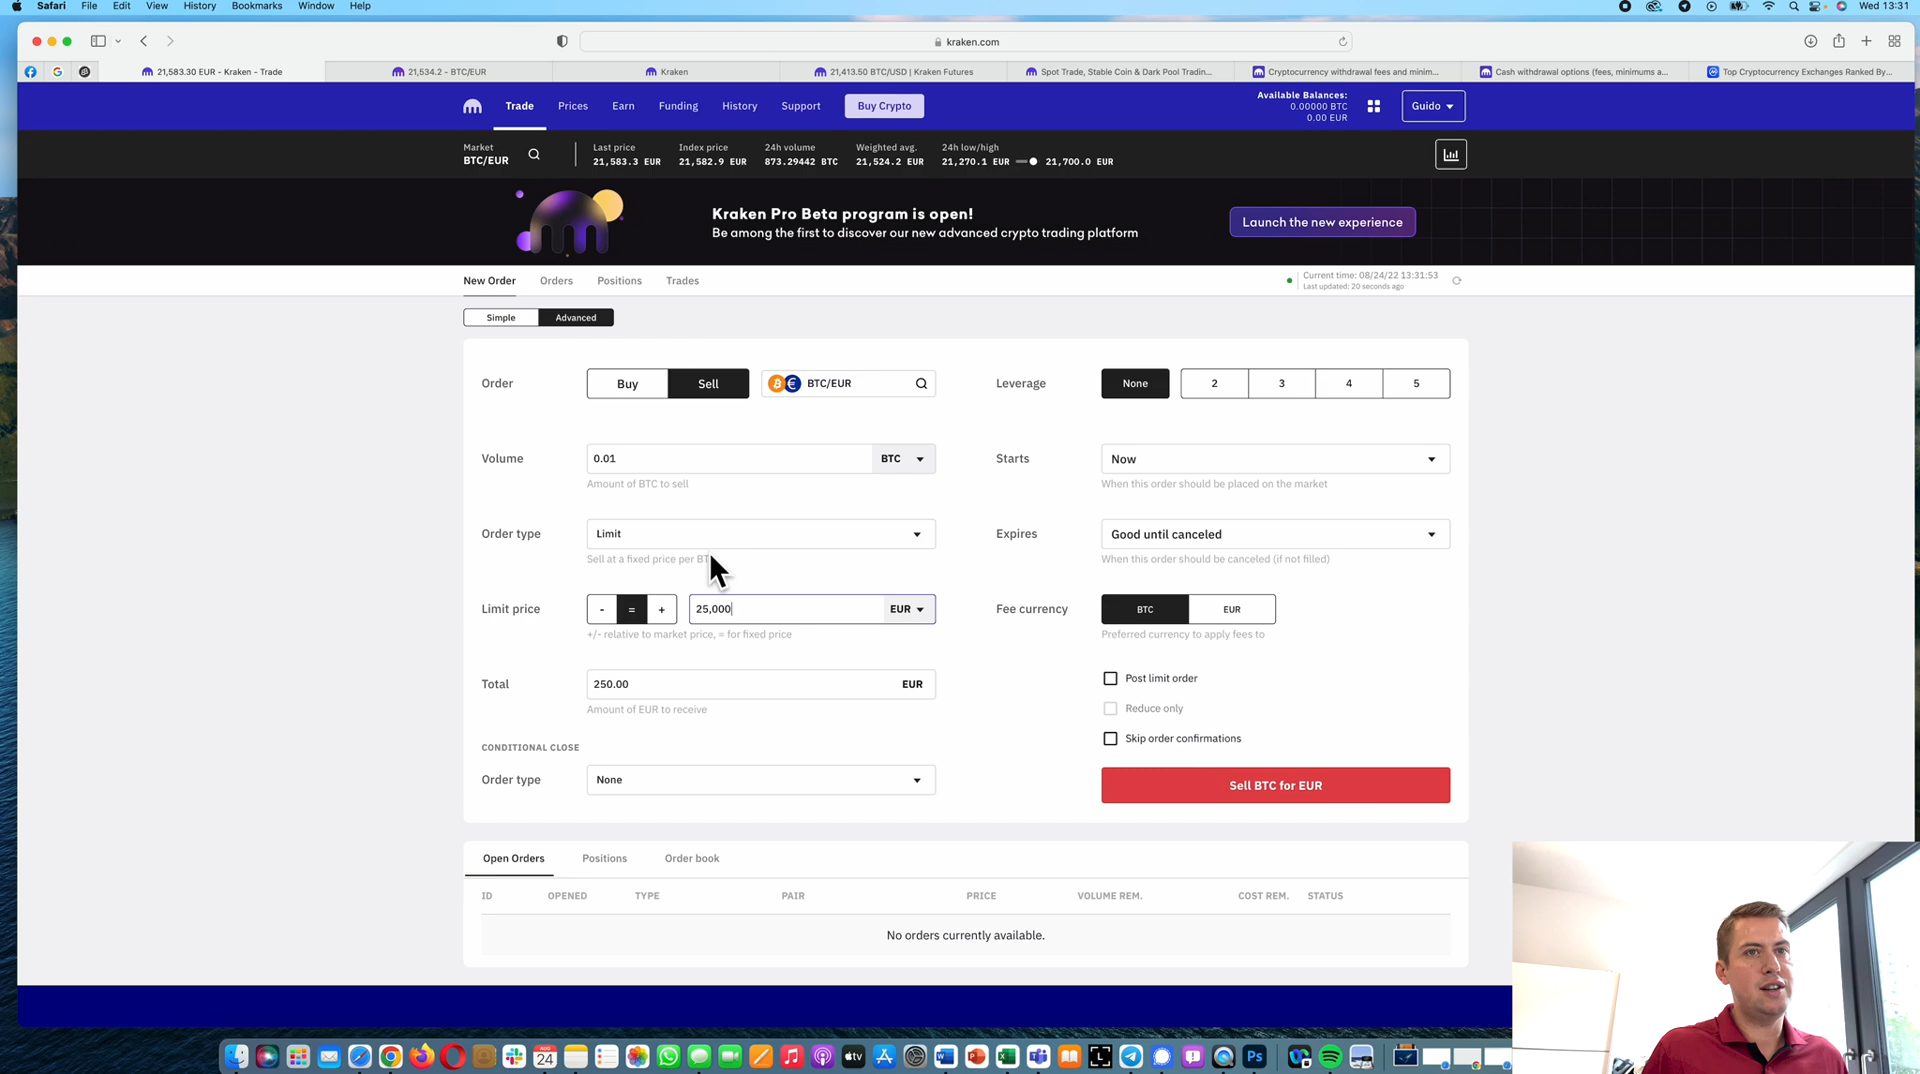 Safari File Edit View History Bookmarks Window Help Wed 13:31
kraken.com
21,583.30 EUR - Kraken - Trade 21,534.2 - BTC/EUR Kraken 21,413.50 BTC/USD | Kraken Futures Spot Trade, Stable Coin & Dark Pool Tradin... Cryptocurrency withdrawal fees and minim... Cash withdrawal options (fees, minimums a... Top Cryptocurrency Exchanges Ranked By...
Trade Prices Earn Funding History Support Buy Crypto
Available Balances:
0.00000 BTC
0.00 EUR
Guido
Market
BTC/EUR
Last price
21,583.3 EUR
Index price
21,582.9 EUR
24h volume
873.29442 BTC
Weighted avg.
21,524.2 EUR
24h low/high
21,270.1 EUR 21,700.0 EUR
Kraken Pro Beta program is open!
Be among the first to discover our new advanced crypto trading platform
Launch the new experience
New Order Orders Positions Trades
Current time: 08/24/22 13:31:53
Last updated: 20 seconds ago
Simple Advanced
Order Buy Sell BTC/EUR
Leverage None 2 3 4 5
Volume 0.01 BTC
Amount of BTC to sell
Starts Now
When this order should be placed on the market
Order type Limit
Sell at a fixed price per
Expires Good until canceled
When this order should be canceled (if not filled)
Limit price - = + 25,000 EUR
+/- relative to market price, = for fixed price
Fee currency BTC EUR
Preferred currency to apply fees to
Total 250.00 EUR
Amount of EUR to receive
Post limit order
Reduce only
Skip order confirmations
CONDITIONAL CLOSE
Order type None
Sell BTC for EUR
Open Orders Positions Order book
ID OPENED TYPE PAIR PRICE VOLUME REM. COST REM. STATUS
No orders currently available.
AUG
24
tv
W
P
X
L
Ps